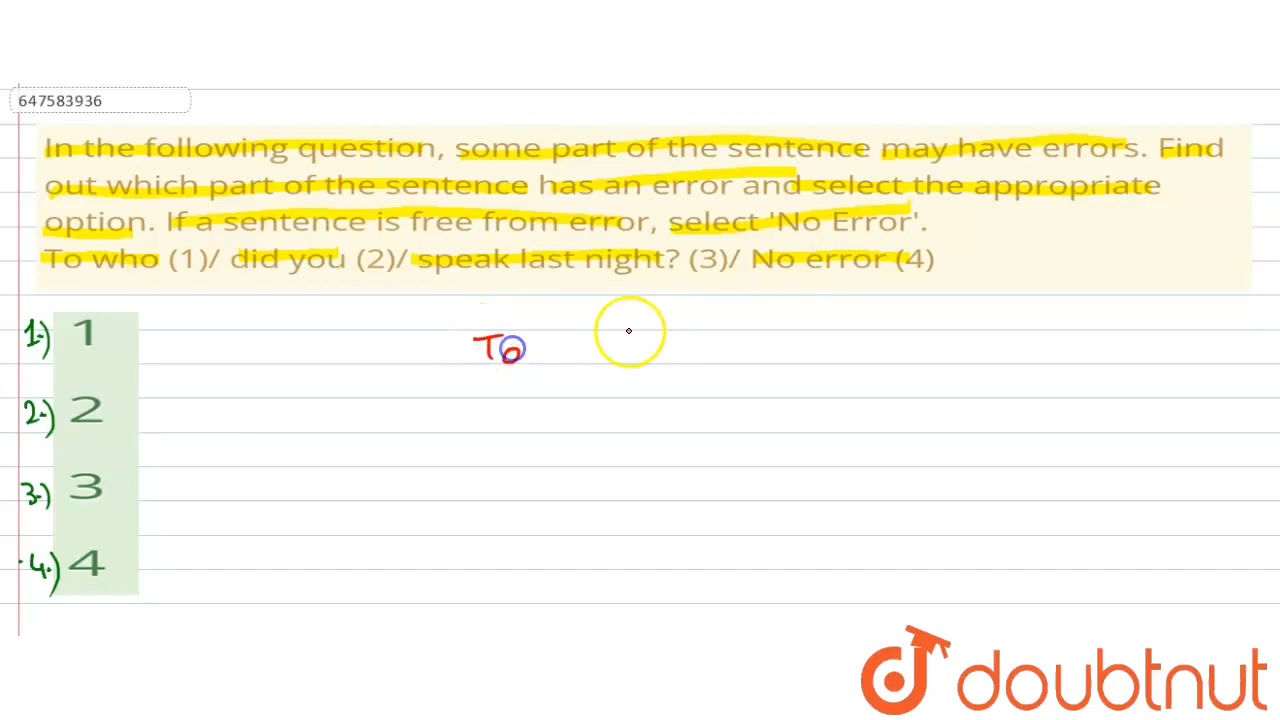 647583936
In the following question, some part of the sentence may have errors. Find
out which part of the sentence has an error and select the appropriate
option. If a sentence is free from error, select 'No Error'.
To who (1)/ did you (2)/ speak last night? (3)/ No error (4)
1.) 1
To
2.) 2
3.) 3
4.) 4
doubtnut